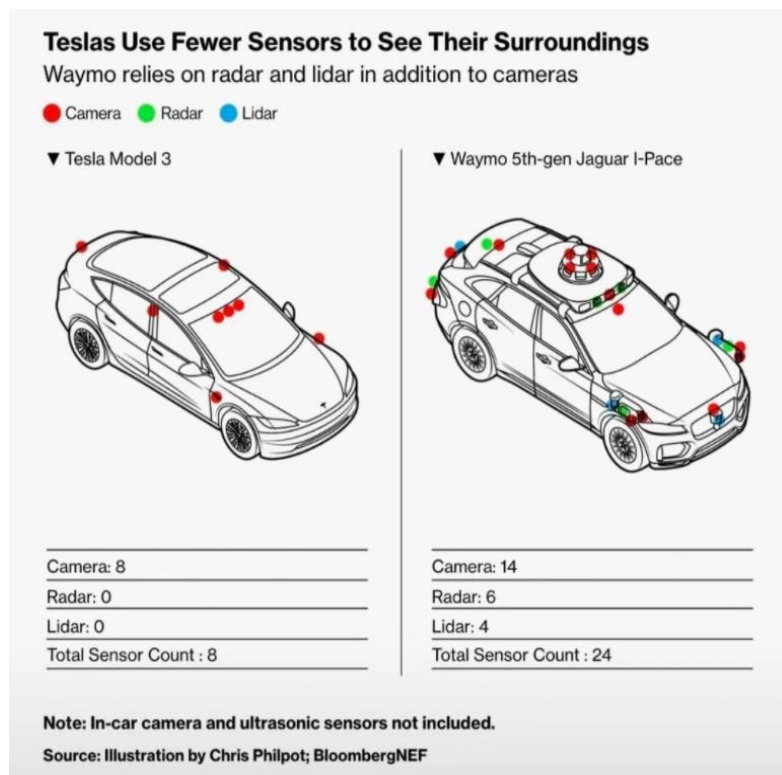 Teslas Use Fewer Sensors to See Their Surroundings
Waymo relies on radar and lidar in addition to cameras
Camera Radar Lidar
▼ Tesla Model 3
▼ Waymo 5th-gen Jaguar I-Pace
Camera: 8
Radar: 0
Lidar: 0
Total Sensor Count : 8
Camera: 14
Radar: 6
Lidar: 4
Total Sensor Count : 24
Note: In-car camera and ultrasonic sensors not included.
Source: Illustration by Chris Philpot; BloombergNEF